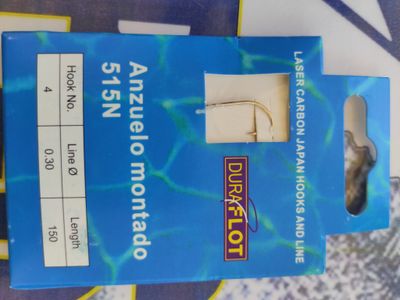 LASER CARBON JAPAN HOOKS AND LINE
DURAFLOT
Anzuelo montado
515N
Hook No. Line Ø Length
4 0.30 150